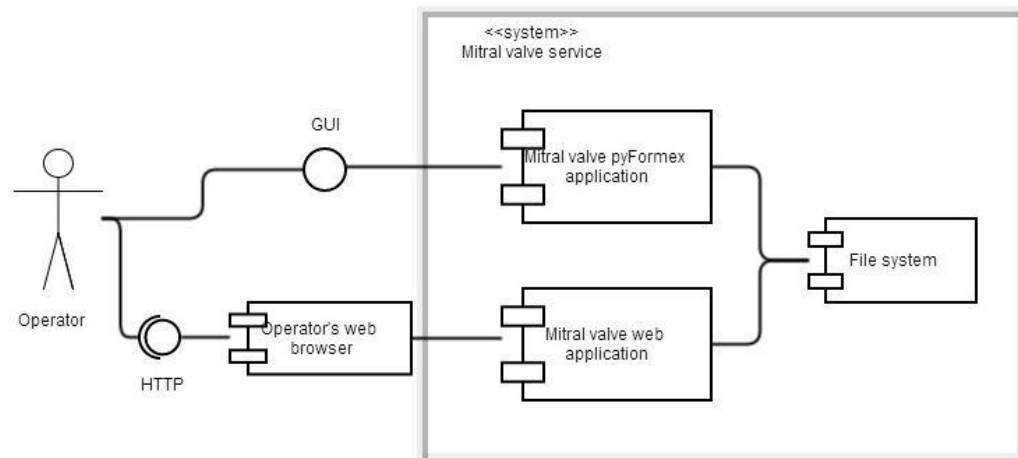 <<system>>
Mitral valve service
GUI
Mitral valve pyFormex
application
Operator
File system
HTTP
Operator's web
browser
Mitral valve web
application